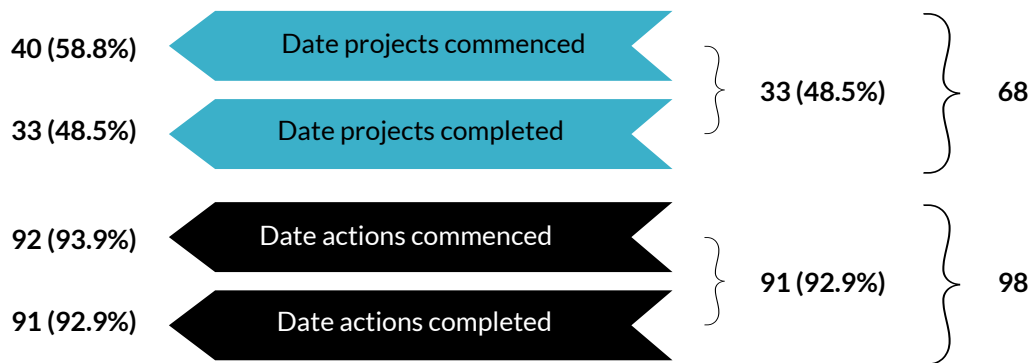 40 (58.8%)
Date projects commenced
33 (48.5%)
68
33 (48.5%)
Date projects completed
92 (93.9%)
Date actions commenced
91 (92.9%)
98
91 (92.9%)
Date actions completed